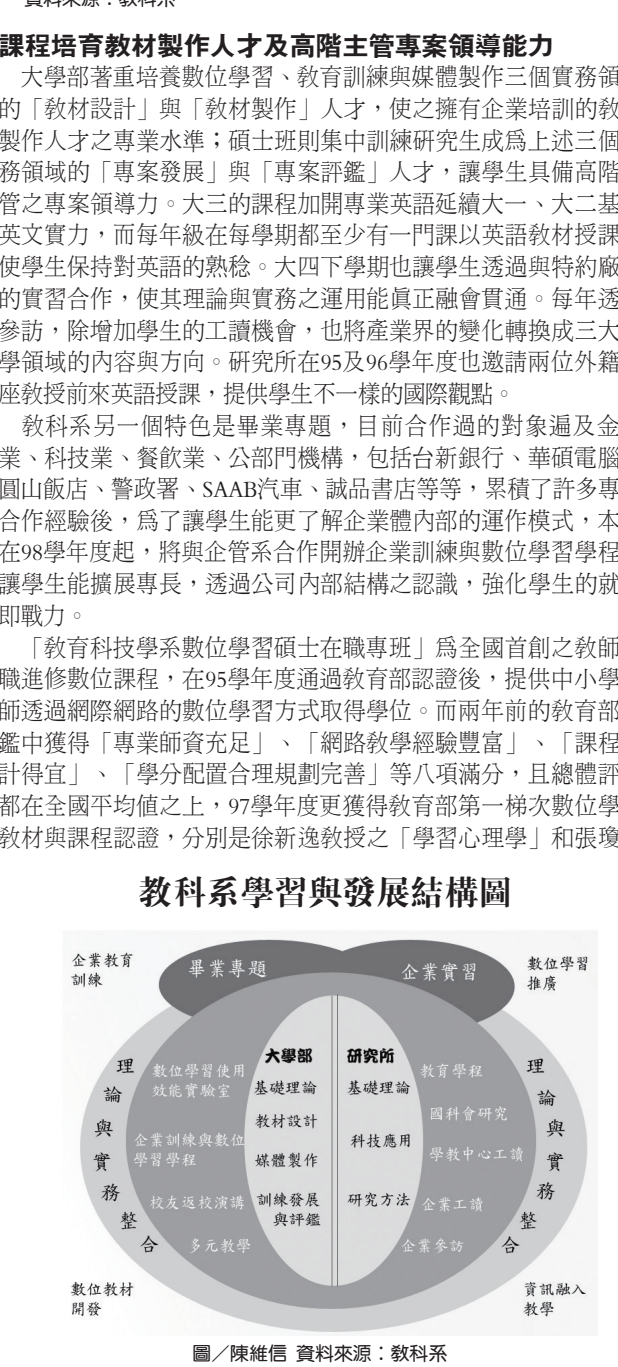 資料來源：教科系
課程培育教材製作人才及高階主管專案領導能力
大學部著重培養數位學習、教育訓練與媒體製作三個實務領
的「教材設計」與「教材製作」人才，使之擁有企業培訓的教
製作人才之專業水準；碩士班則集中訓練研究生成為上述三個
務領域的「專案發展」與「專案評鑑」人才，讓學生具備高階
管之專案領導力。大三的課程加開專業英語延續大一、大二基
英文實力，而每年級在每學期都至少有一門課以英語教材授課
使學生保持對英語的熟稔。大四下學期也讓學生透過與特約廠
的實習合作，使其理論與實務之運用能真正融會貫通。每年透
參訪，除增加學生的工讀機會，也將產業界的變化轉換成三大
學領域的內容與方向。研究所在95及96學年度也邀請兩位外籍
座教授前來英語授課，提供學生不一樣的國際觀點。
教科系另一個特色是畢業專題，目前合作過的對象遍及金
業、科技業、餐飲業、公部門機構，包括台新銀行、華碩電腦
圓山飯店、警政署、SAAB汽車、誠品書店等等，累積了許多專
合作經驗後，為了讓學生能更了解企業體內部的運作模式，本
在98學年度起，將與企管系合作開辦企業訓練與數位學習學程
讓學生能擴展專長，透過公司內部結構之認識，強化學生的就
即戰力。
「教育科技學系數位學習碩士在職專班」為全國首創之教師
職進修數位課程，在95學年度通過教育部認證後，提供中小學
師透過網際網路的數位學習方式取得學位。而兩年前的教育部
鑑中獲得「專業師資充足」、「網路教學經驗豐富」、「課程
計得宜」、「學分配置合理規劃完善」等八項滿分，且總體評
都在全國平均值之上，97學年度更獲得教育部第一梯次數位學
教材與課程認證，分別是徐新逸教授之「學習心理學」和張瓊
教科系學習與發展結構圖
企業教育
訓練
畢業專題
企業實習
數位學習
推廣
理論與實務整合
數位學習使用
效能實驗室
企業訓練與數位
學習學程
校友返校演講
多元教學
大學部
基礎理論
教材設計
媒體製作
訓練發展
與評鑑
研究所
基礎理論
科技應用
研究方法
教育學程
國科會研究
學教中心工讀
企業工讀
企業參訪
理論與實務整合
數位教材
開發
資訊融入
教學
圖／陳維信 資料來源：教科系